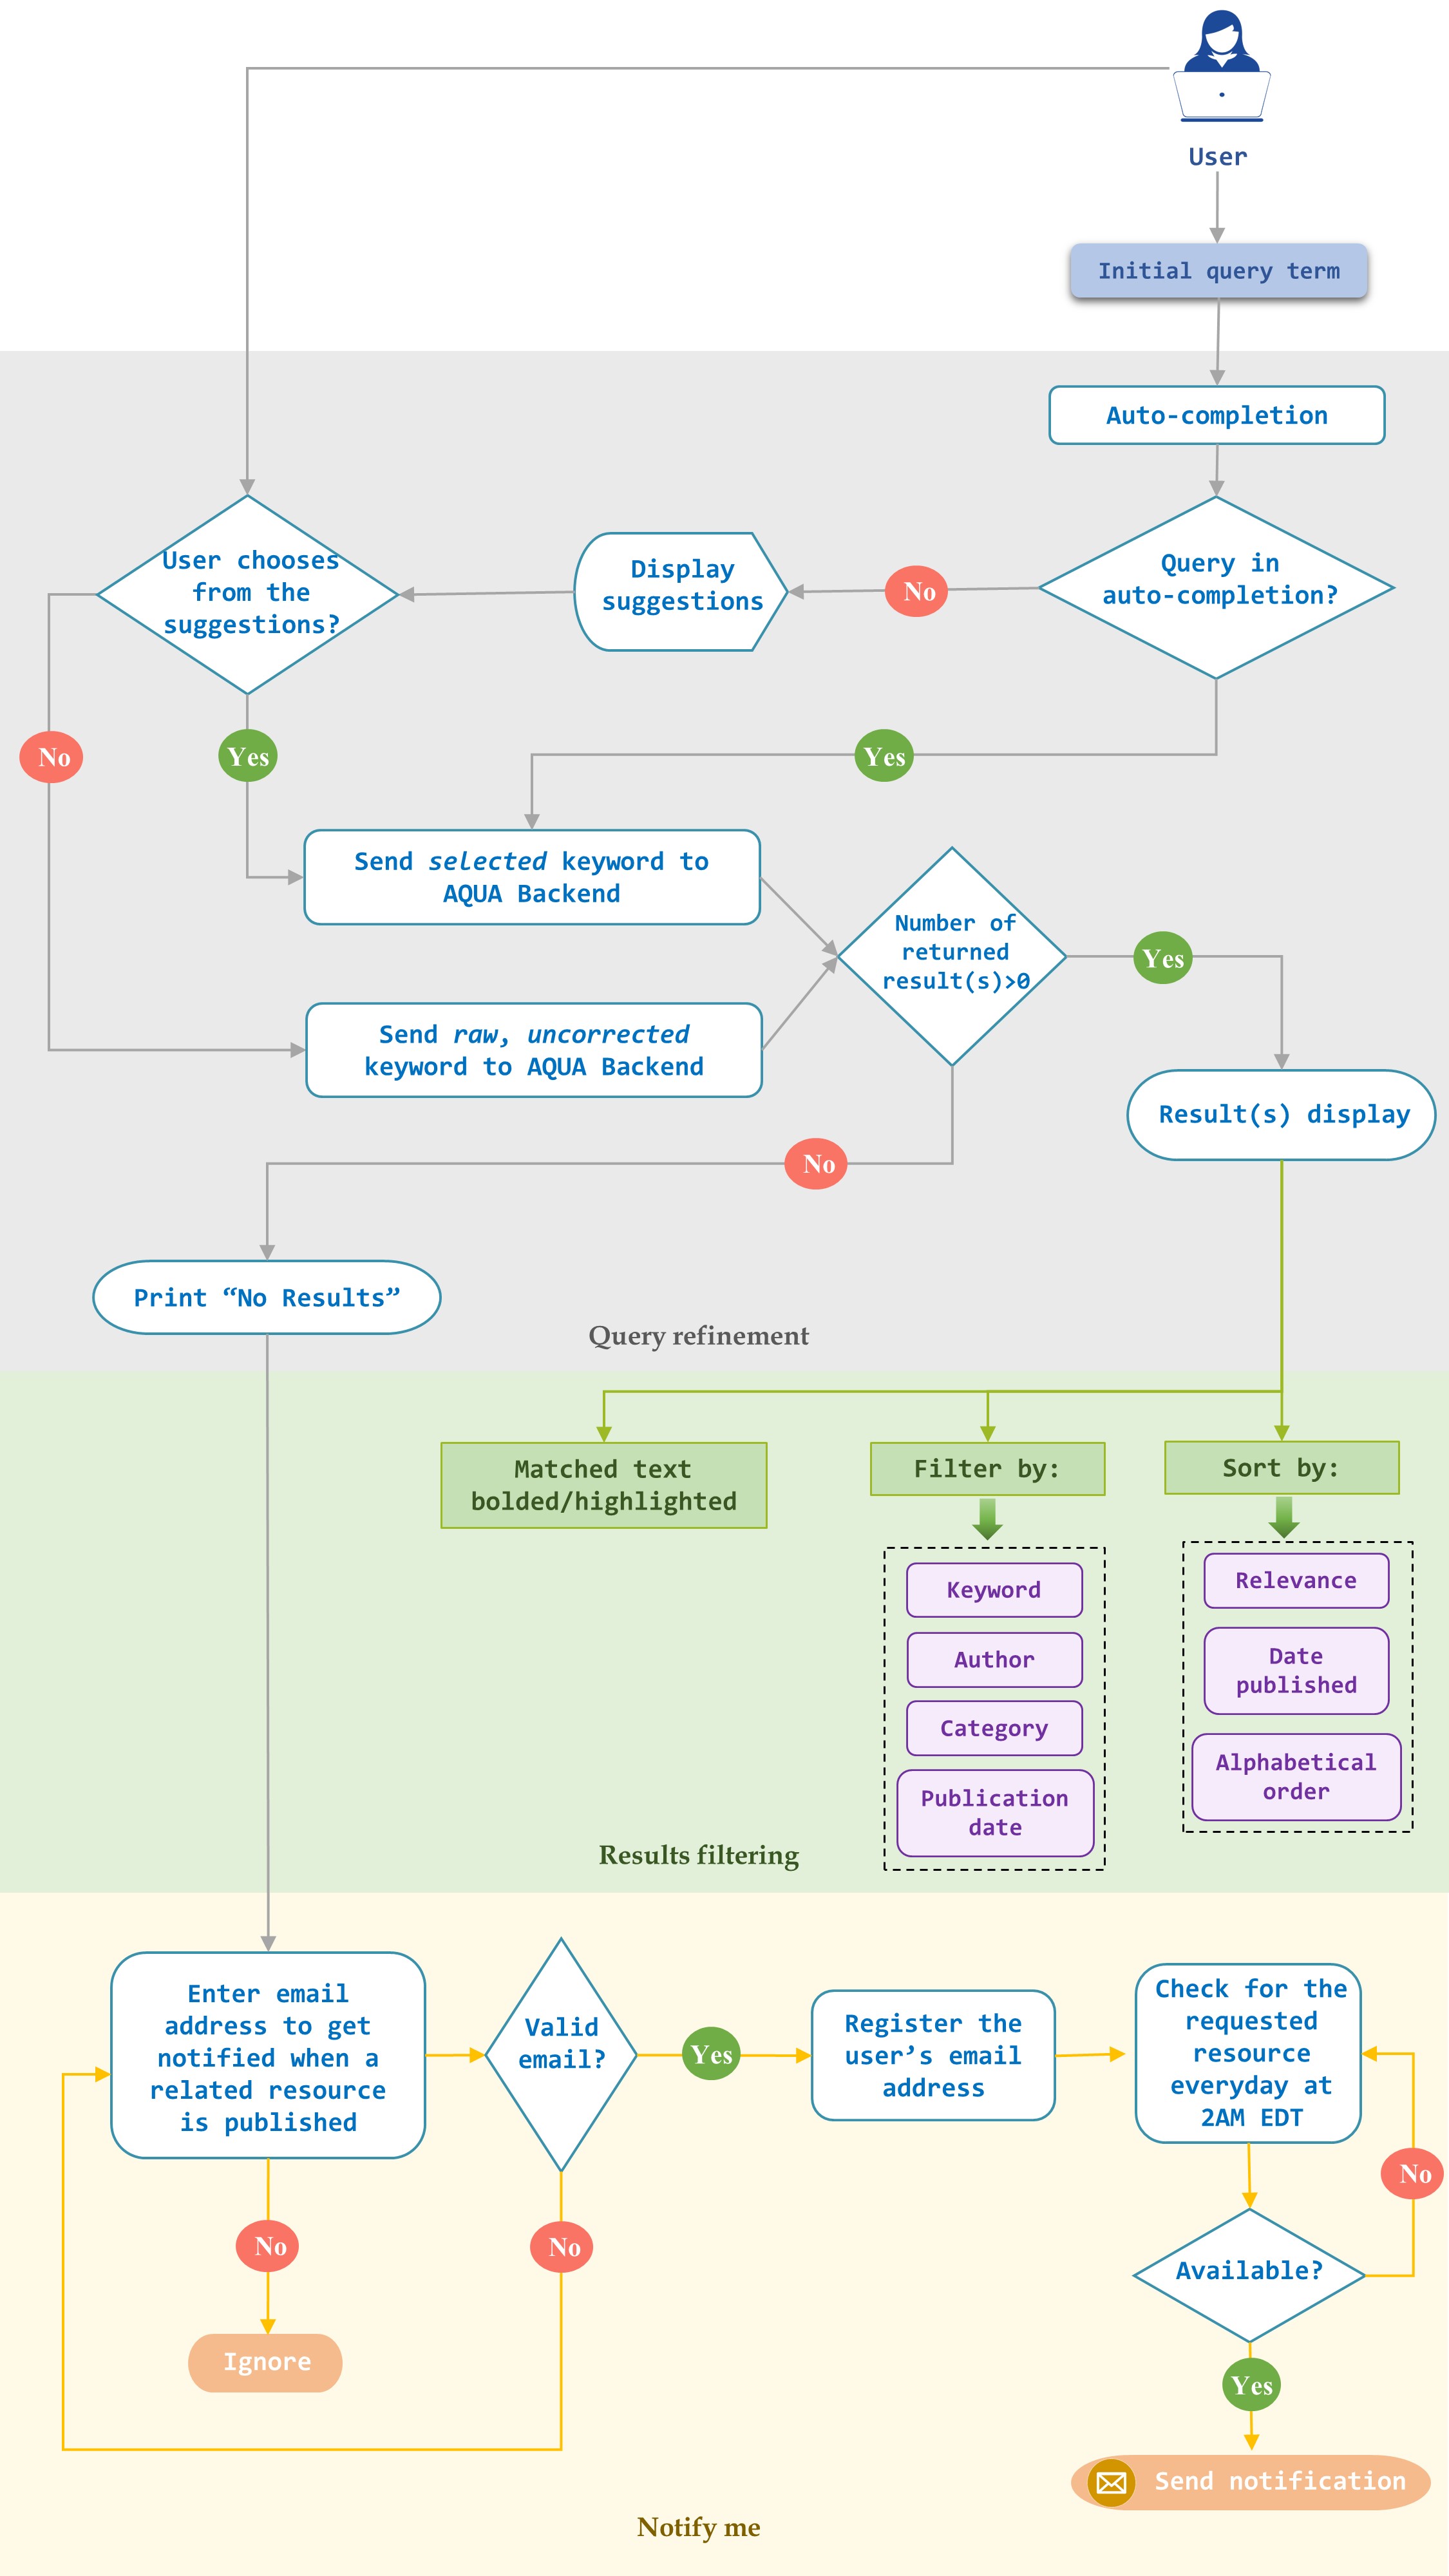 User
Initial query term
Auto-completion
Query in
auto-completion?
No
Display
suggestions
User chooses
from the
suggestions?
No
Yes
Yes
Send selected keyword to
AQUA Backend
Number of
returned
result(s)>0
Yes
Send raw, uncorrected
keyword to AQUA Backend
Result(s) display
No
Print “No Results”
Query refinement
Matched text
bolded/highlighted
Filter by:
Sort by:
Keyword
Author
Category
Publication
date
Relevance
Date
published
Alphabetical
order
Results filtering
Enter email
address to get
notified when a
related resource
is published
Valid
email?
Yes
Register the
user’s email
address
Check for the
requested
resource
everyday at
2AM EDT
No
No
No
Available?
Ignore
Yes
Send notification
Notify me